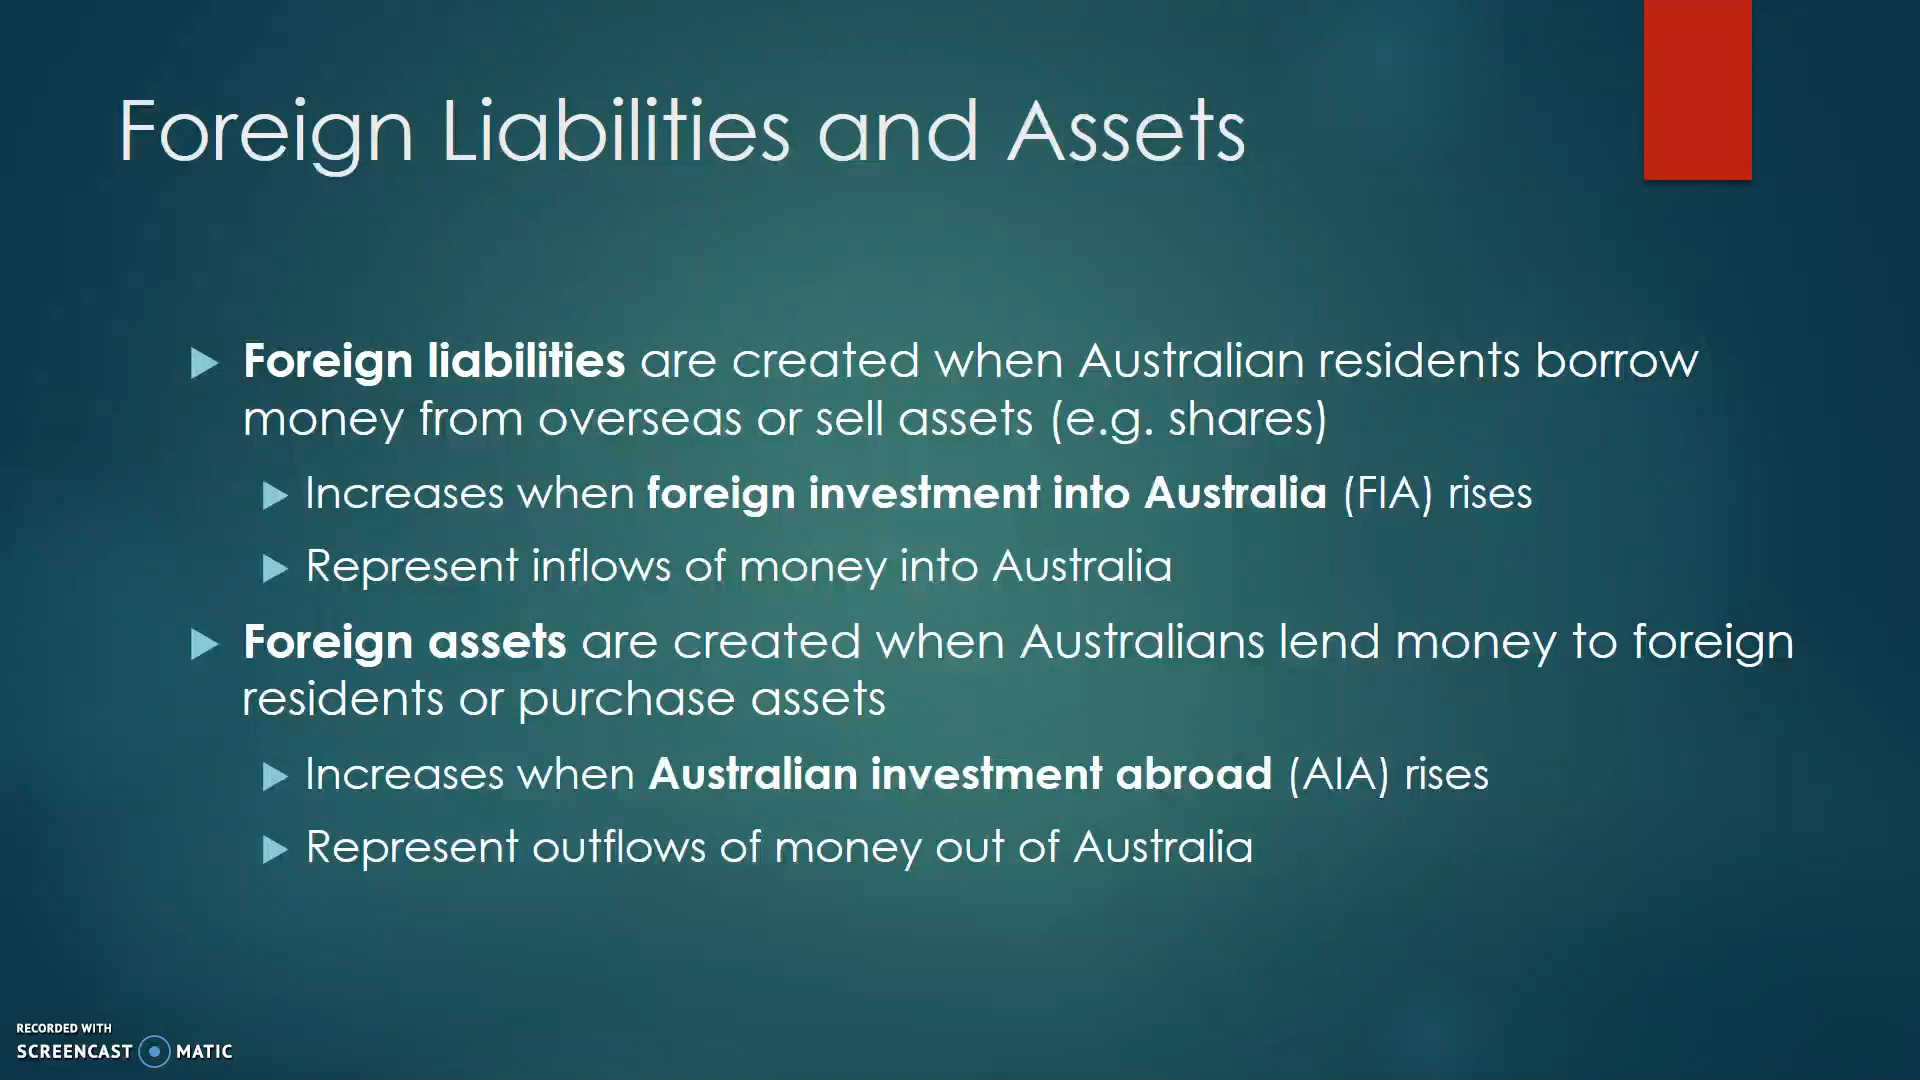 Foreign Liabilities and Assets
Foreign liabilities are created when Australian residents borrow
money from overseas or sell assets (e.g. shares)
Increases when foreign investment into Australia (FIA) rises
Represent inflows of money into Australia
Foreign assets are created when Australians lend money to foreign
residents or purchase assets
Increases when Australian investment abroad (AIA) rises
Represent outflows of money out of Australia
RECORDED WITH
SCREENCAST MATIC